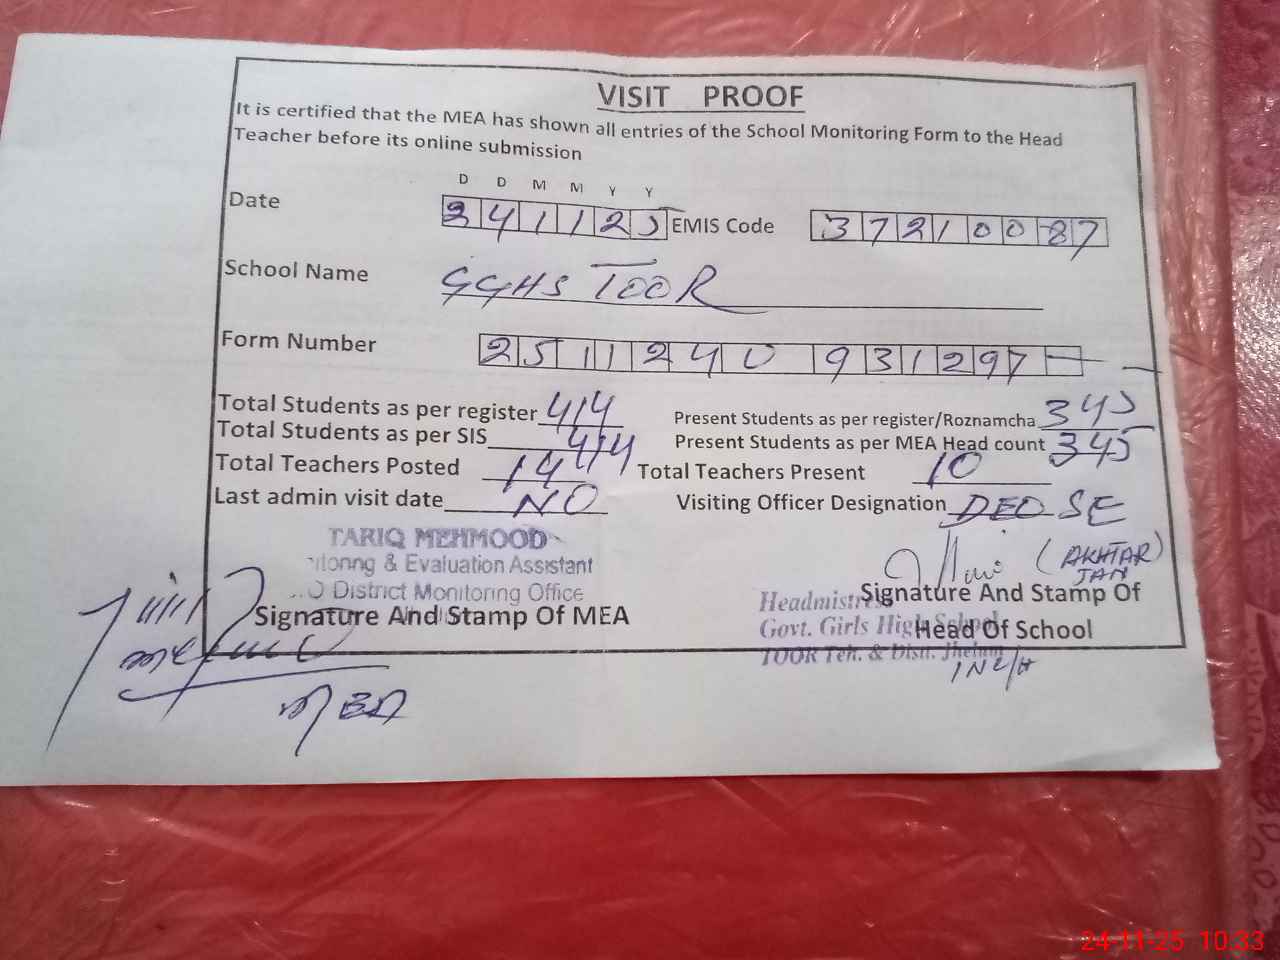 VISIT PROOF
It is certified that the MEA has shown all entries of the School Monitoring Form to the Head
Teacher before its online submission
D D M M Y Y
Date 241125 EMIS Code 37210087
School Name GGHS TOOR
Form Number 2511240931297
Total Students as per register 414 Present Students as per register/Roznamcha 345
Total Students as per SIS 414 Present Students as per MEA Head count 345
Total Teachers Posted 14 Total Teachers Present 10
Last admin visit date NO Visiting Officer Designation DEO SE
TARIQ MEHMOOD
& Evaluation Assistant
District Monitoring Office
Signature And Stamp Of MEA
(AKHTAR
JAN)
Signature And Stamp Of
Head Of School
Headmistress
Govt. Girls High School
TOOR Teh. & Distt. Jhelum
MEA
24-11-25 10:33